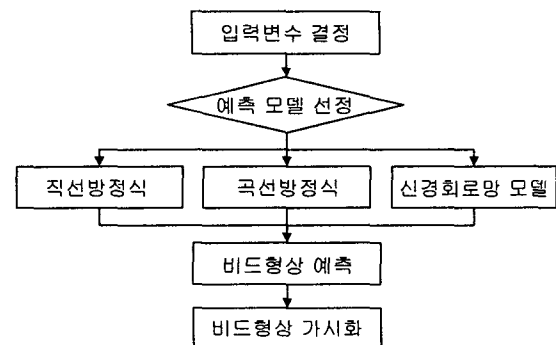 입력변수 결정
예측 모델 선정
직선방정식
곡선방정식
신경회로망 모델
비드형상 예측
비드형상 가시화